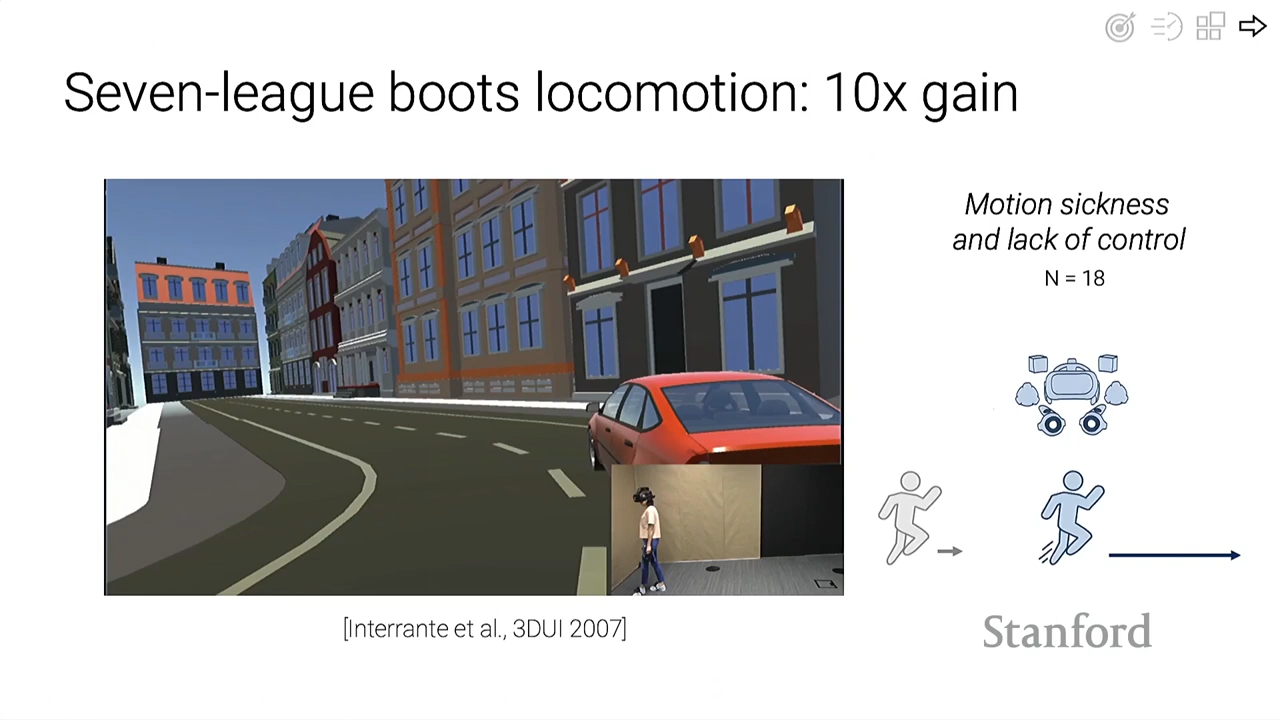 Seven-league boots locomotion: 10x gain
Motion sickness
and lack of control
N = 18
[Interrante et al., 3DUI 2007]
Stanford